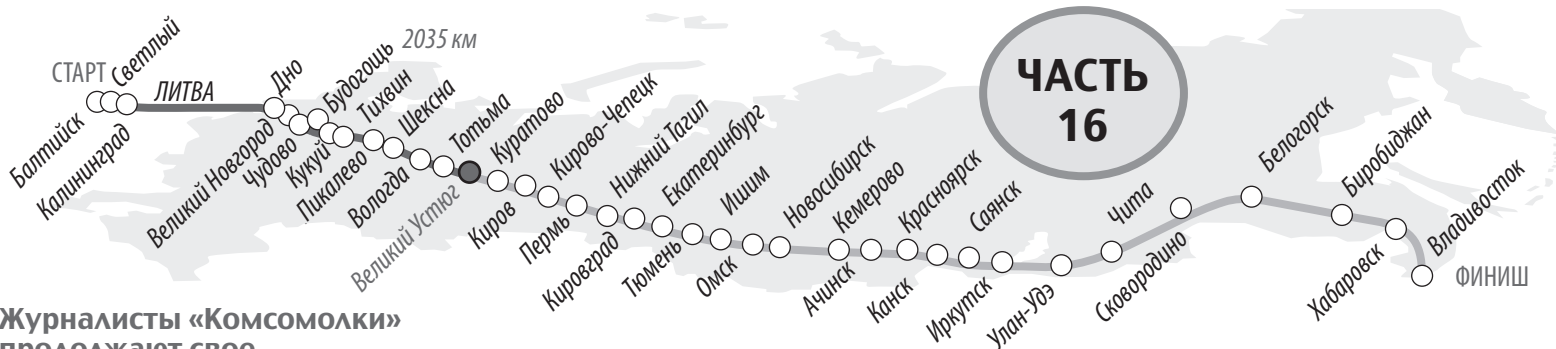 СТАРТ
Балтийск
Светлый
Калининград
ЛИТВА
Дно
Великий Новгород
Чудово
Будогощь
Кукуй
Тихвин
Пикалево
Шексна
Вологда
Тотьма
Великий Устюг
2035 км
Куратово
Киров
Кирово-Чепецк
Пермь
Нижний Тагил
Кировград
Екатеринбург
Тюмень
Ишим
Омск
Новосибирск
Кемерово
Ачинск
Красноярск
Канск
Саянск
Иркутск
Улан-Удэ
Чита
Сковородино
Белогорск
Биробиджан
Хабаровск
Владивосток
ФИНИШ
ЧАСТЬ
16
Журналисты «Комсомолки»
продолжают свое